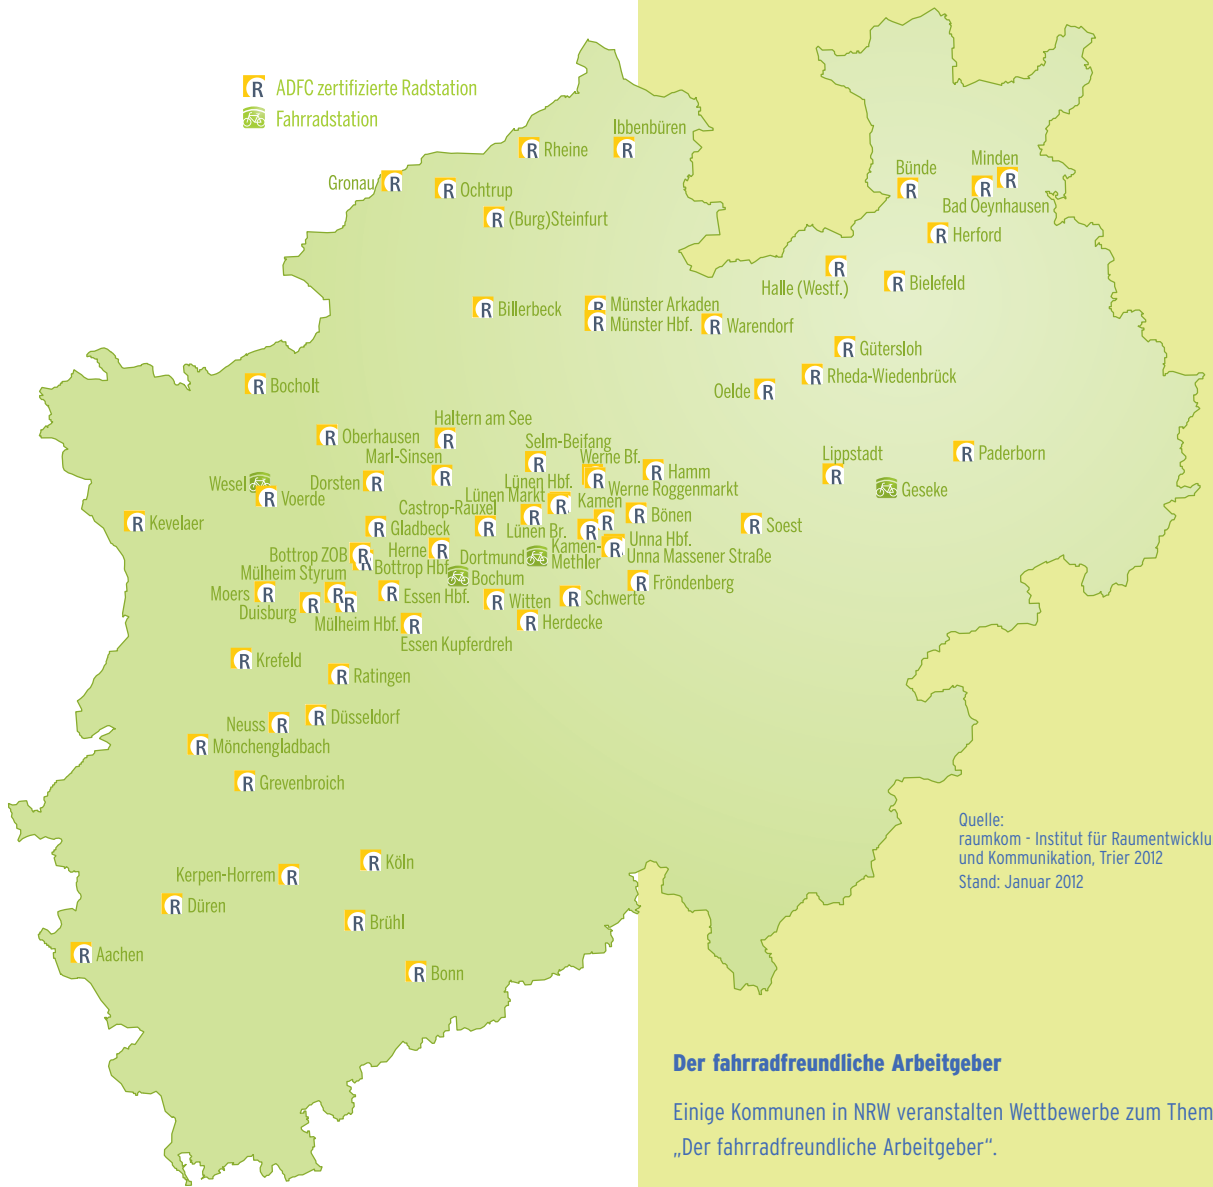 ADFC zertifizierte Radstation
Fahrradstation
Ibbenbüren
Rheine
Gronau
Ochtrup
(Burg)Steinfurt
Bünde
Minden
Bad Oeynhausen
Herford
Halle (Westf.)
Bielefeld
Billerbeck
Münster Arkaden
Münster Hbf.
Warendorf
Gütersloh
Rheda-Wiedenbrück
Oelde
Bocholt
Haltern am See
Oberhausen
Marl-Sinsen
Selm-Beifang
Werne Bf.
Lünen Hbf.
Hamm
Werne Roggenmarkt
Lippstadt
Paderborn
Geseke
Wesel
Voerde
Dorsten
Lünen Markt
Kamen
Castrop-Rauxel
Kevelaer
Gladbeck
Lünen Br.
Bönen
Soest
Bottrop ZOB
Bottrop Hbf.
Herne
Dortmund
Kamen-
Methler
Unna Hbf.
Unna Massener Straße
Mülheim Styrum
Bochum
Fröndenberg
Moers
Duisburg
Mülheim Hbf.
Essen Hbf.
Witten
Schwerte
Herdecke
Essen Kupferdreh
Krefeld
Ratingen
Neuss
Düsseldorf
Mönchengladbach
Grevenbroich
Köln
Kerpen-Horrem
Düren
Brühl
Aachen
Bonn
Quelle:
raumkom - Institut für Raumentwicklu
und Kommunikation, Trier 2012
Stand: Januar 2012
Der fahrradfreundliche Arbeitgeber
Einige Kommunen in NRW veranstalten Wettbewerbe zum Them
„Der fahrradfreundliche Arbeitgeber“.